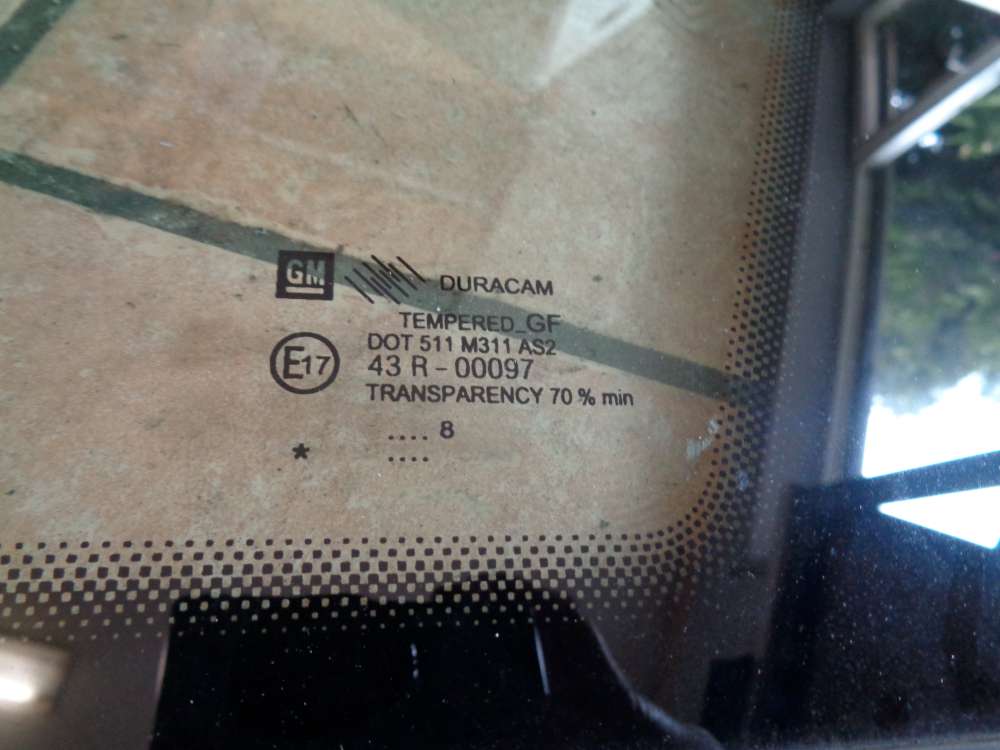 GM DURACAM
TEMPERED_GF
DOT 511 M311 AS2
E17 43 R - 00097
TRANSPARENCY 70 % min
.... 8
* ....